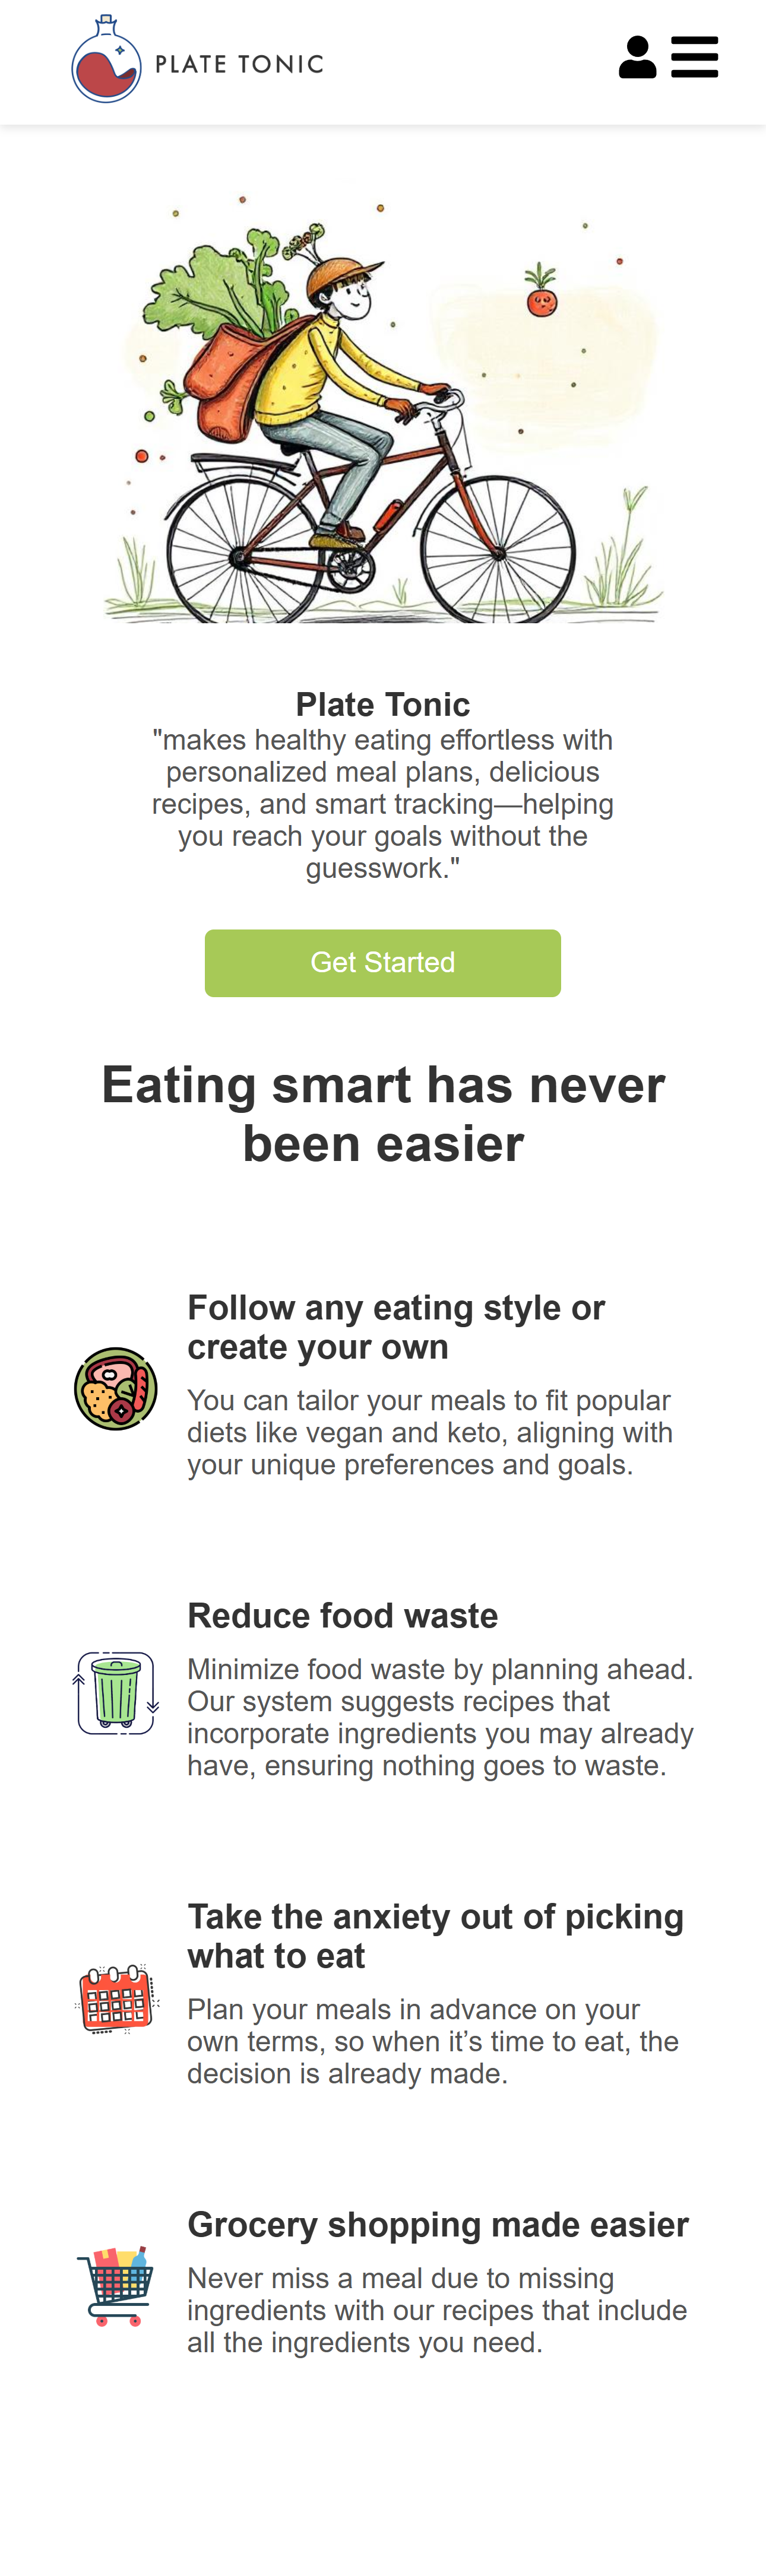 PLATE TONIC
Plate Tonic
"makes healthy eating effortless with
personalized meal plans, delicious
recipes, and smart tracking—helping
you reach your goals without the
guesswork."
Get Started
Eating smart has never
been easier
Follow any eating style or
create your own
You can tailor your meals to fit popular
diets like vegan and keto, aligning with
your unique preferences and goals.
Reduce food waste
Minimize food waste by planning ahead.
Our system suggests recipes that
incorporate ingredients you may already
have, ensuring nothing goes to waste.
Take the anxiety out of picking
what to eat
Plan your meals in advance on your
own terms, so when it’s time to eat, the
decision is already made.
Grocery shopping made easier
Never miss a meal due to missing
ingredients with our recipes that include
all the ingredients you need.